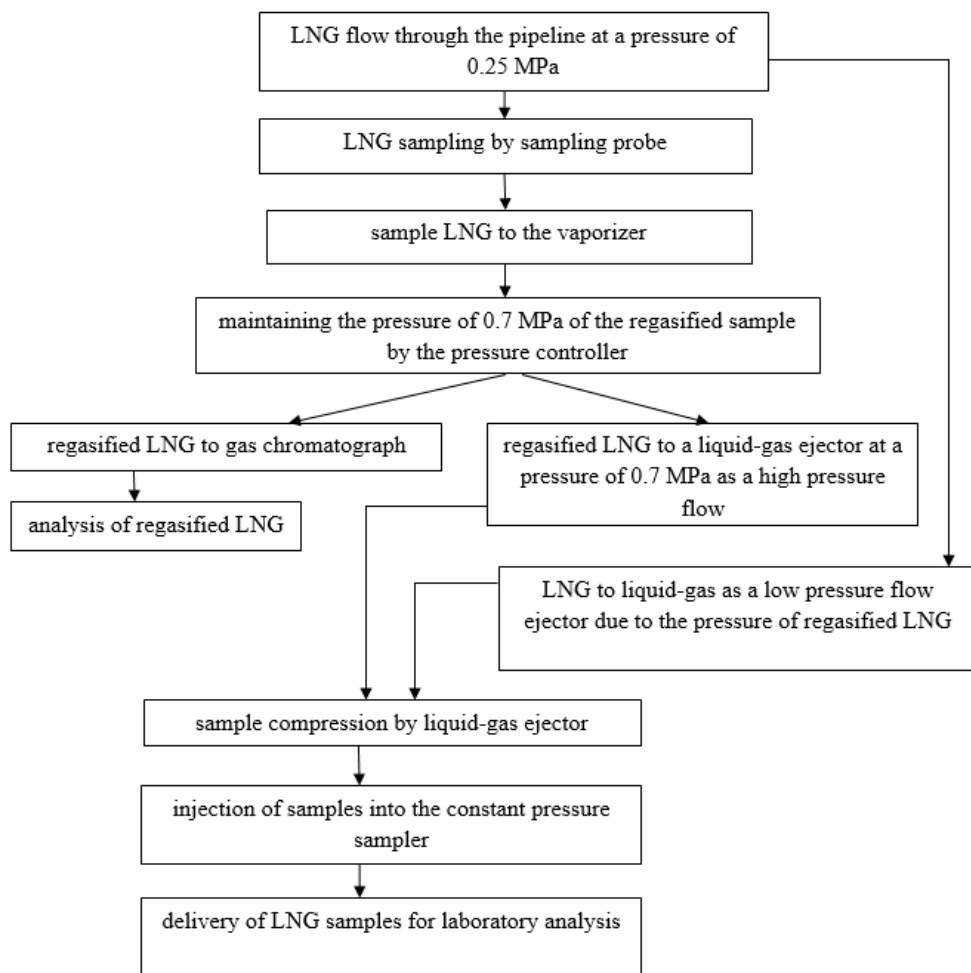 LNG flow through the pipeline at a pressure of
0.25 MPa
LNG sampling by sampling probe
sample LNG to the vaporizer
maintaining the pressure of 0.7 MPa of the regasified sample
by the pressure controller
regasified LNG to gas chromatograph
analysis of regasified LNG
regasified LNG to a liquid-gas ejector at a
pressure of 0.7 MPa as a high pressure
flow
LNG to liquid-gas as a low pressure flow
ejector due to the pressure of regasified LNG
sample compression by liquid-gas ejector
injection of samples into the constant pressure
sampler
delivery of LNG samples for laboratory analysis